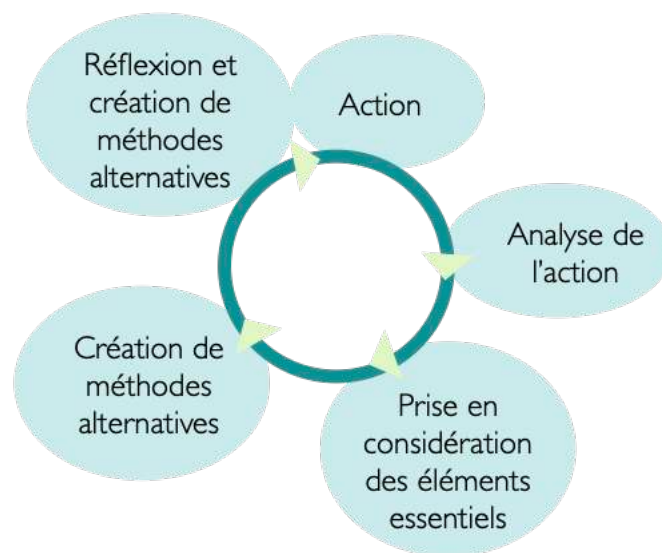 Réflexion et
création de
méthodes
alternatives
Action
Analyse de
l'action
Prise en
considération
des éléments
essentiels
Création de
méthodes
alternatives